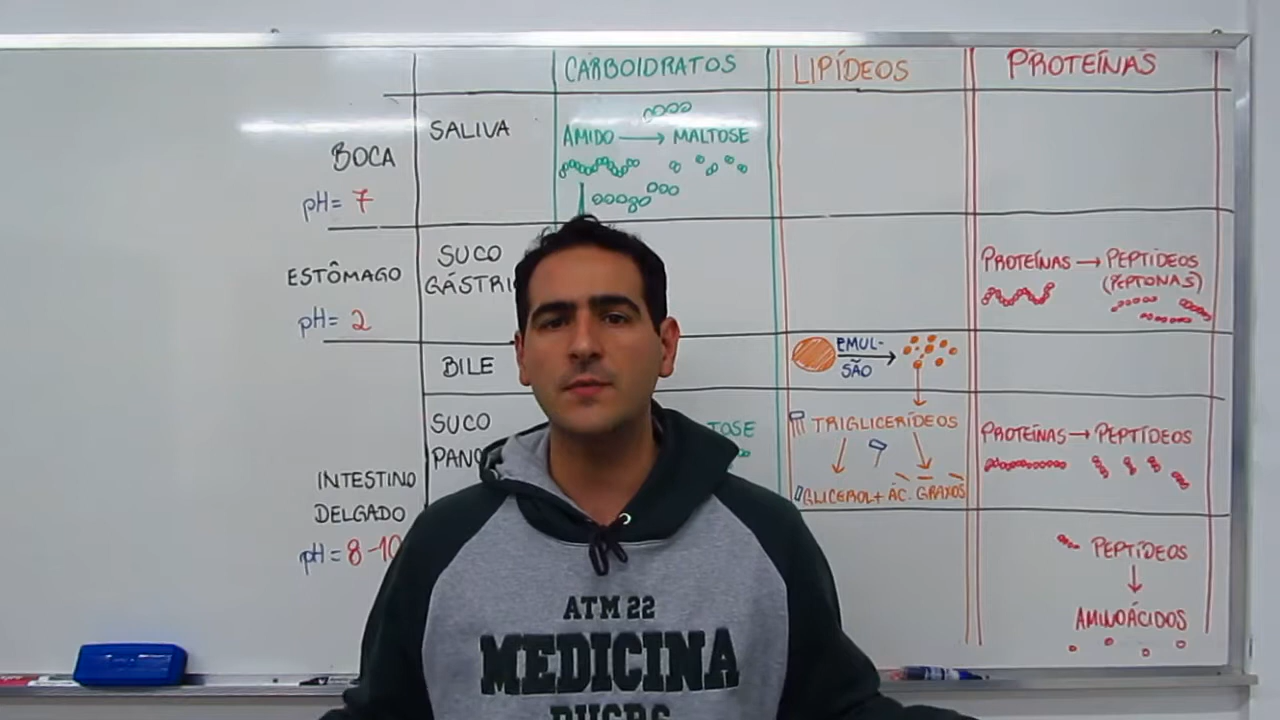 CARBOIDRATOS
LIPÍDEOS
PROTEÍNAS
BOCA
pH= 7
SALIVA
AMIDO → MALTOSE
ESTÔMAGO
pH= 2
SUCO
GÁSTRI
PROTEÍNAS → PEPTÍDEOS
(PEPTONAS)
BILE
EMUL-
SÃO
INTESTINO
DELGADO
pH= 8-10
SUCO
PANC
TOSE
TRIGLICERÍDEOS
GLICEROL + ÁC. GRAXOS
PROTEÍNAS → PEPTÍDEOS
PEPTÍDEOS
AMINOÁCIDOS
ATM 22
MEDICINA
PUCRS